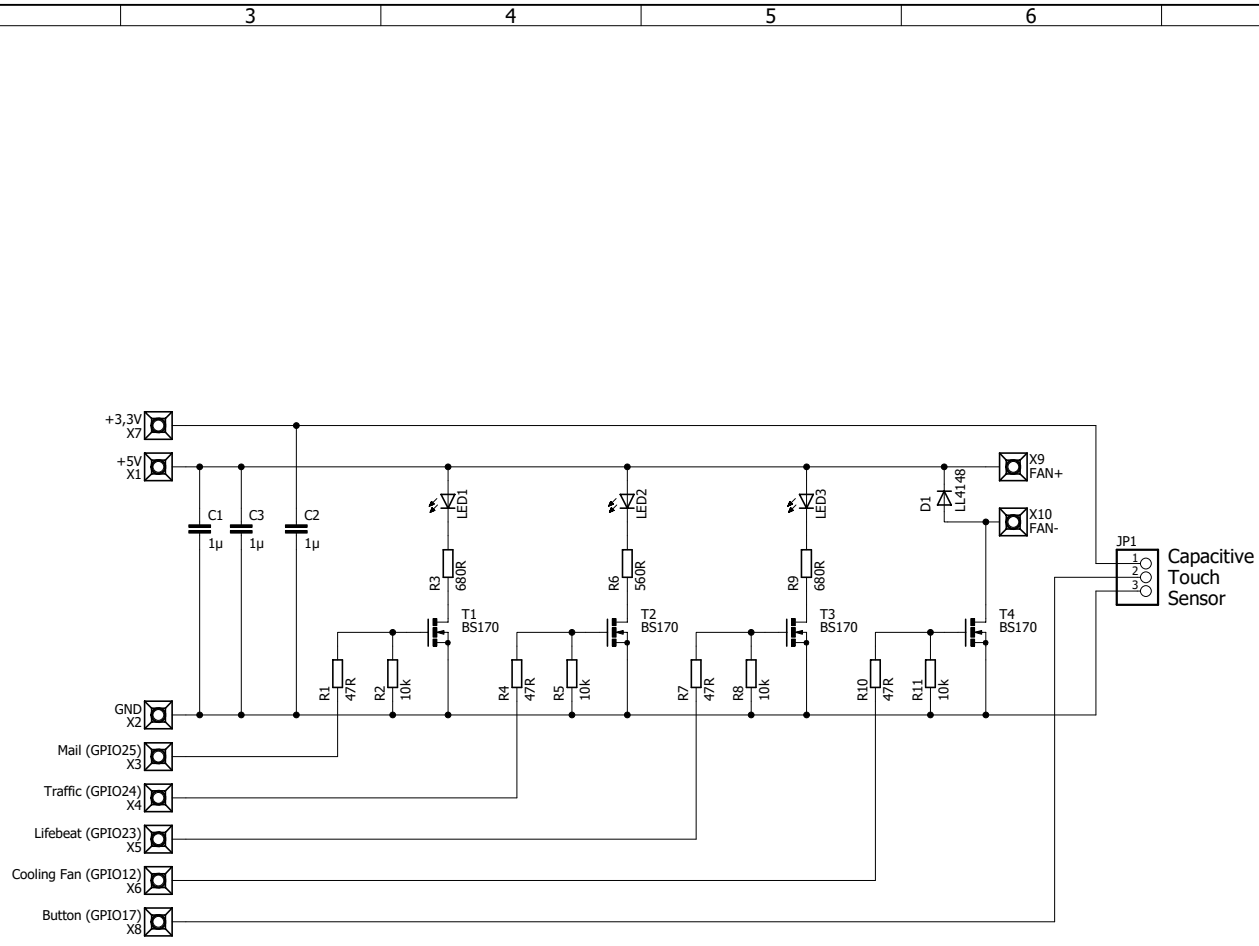 3
4
5
6
+3,3V
X7
+5V
X1
X9
FAN+
D1
LL4148
LED1
LED2
LED3
C1
1µ
C3
1µ
C2
1µ
X10
FAN-
JP1
1
2
3
Capacitive
Touch
Sensor
R3
680R
R6
560R
R9
680R
T1
BS170
T2
BS170
T3
BS170
T4
BS170
R1
47R
R2
10k
R4
47R
R5
10k
R7
47R
R8
10k
R10
47R
R11
10k
GND
X2
Mail (GPIO25)
X3
Traffic (GPIO24)
X4
Lifebeat (GPIO23)
X5
Cooling Fan (GPIO12)
X6
Button (GPIO17)
X8